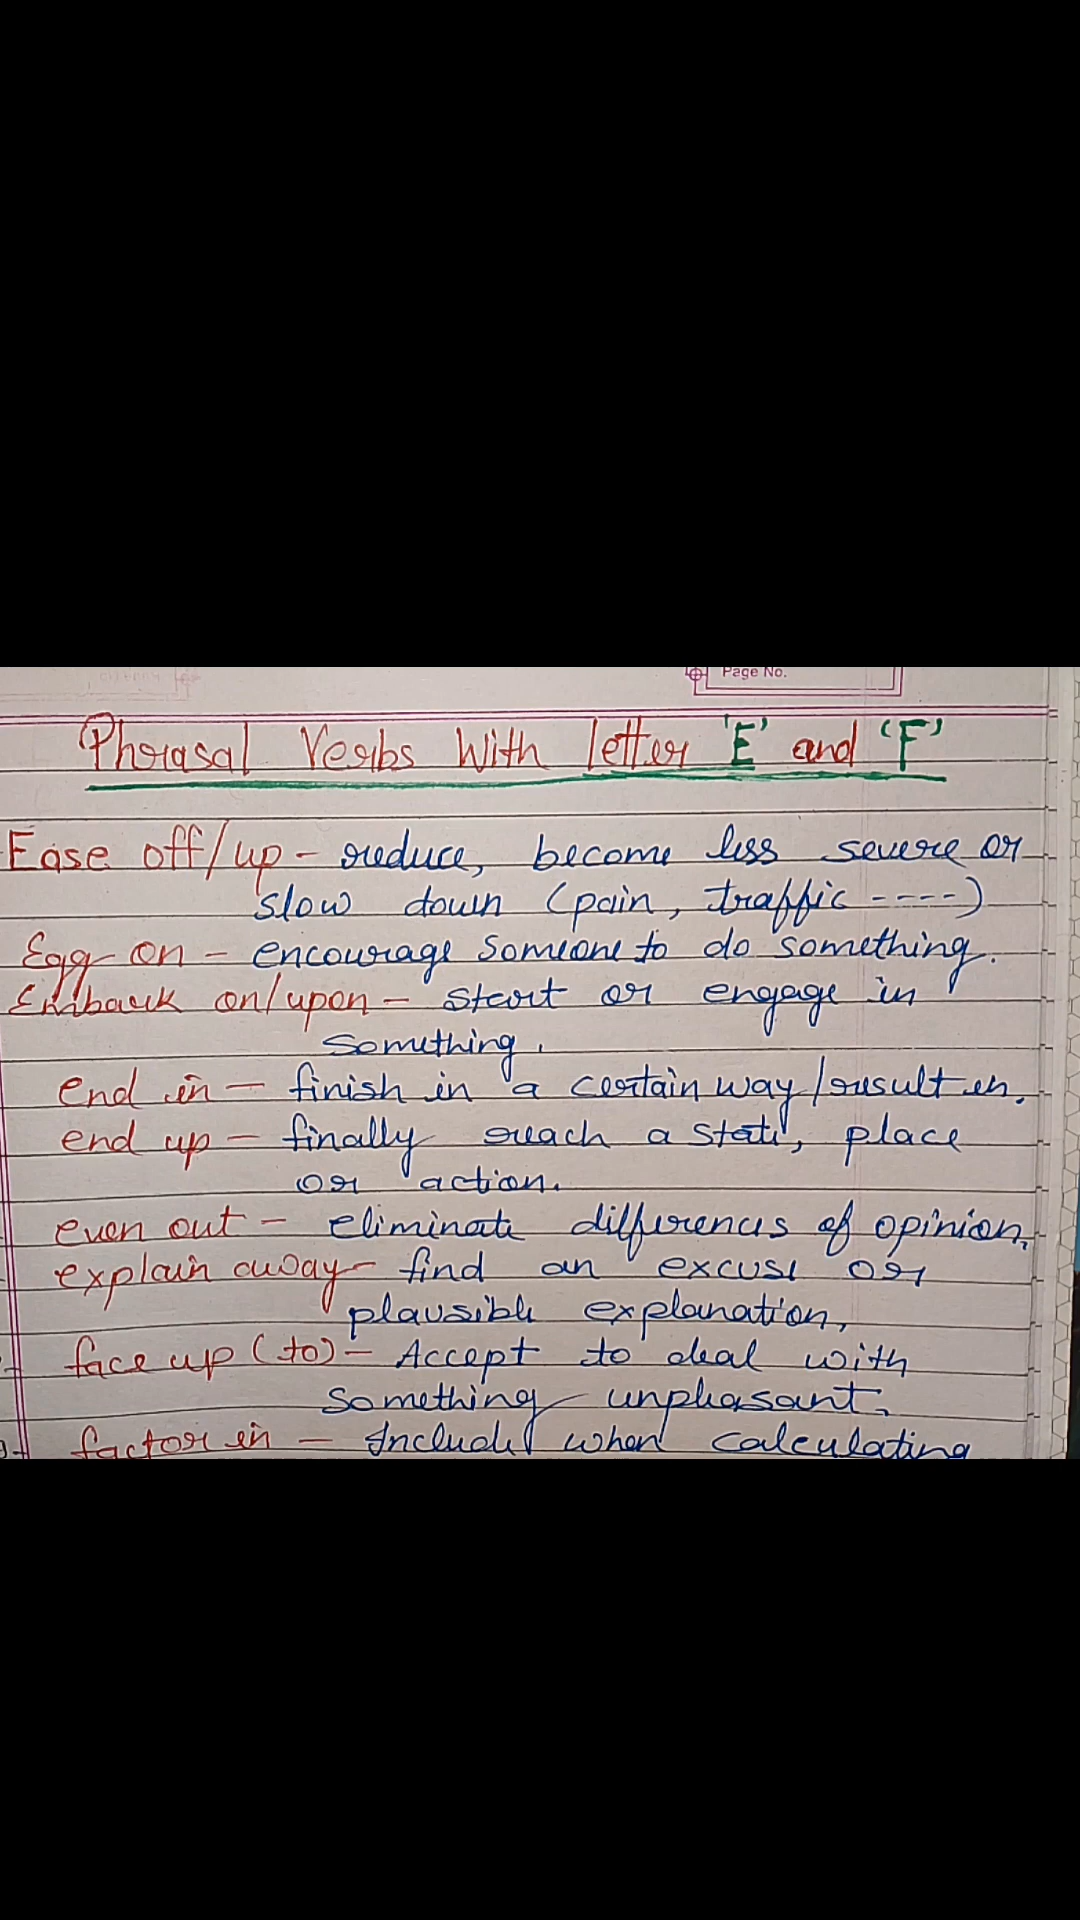 Page No.
Phrasal Verbs With letter 'E' and 'F'
Ease off/up - reduce, become less severe or
slow down (pain, traffic ----)
Egg on - encourage someone to do something.
Embark on/upon - start or engage in
something.
end in - finish in a certain way/result in.
end up - finally reach a state, place
or action.
even out - eliminate differences of opinion.
explain away - find an excuse or
plausible explanation.
face up (to) - Accept to deal with
something unpleasant.
factor in - Include when calculating